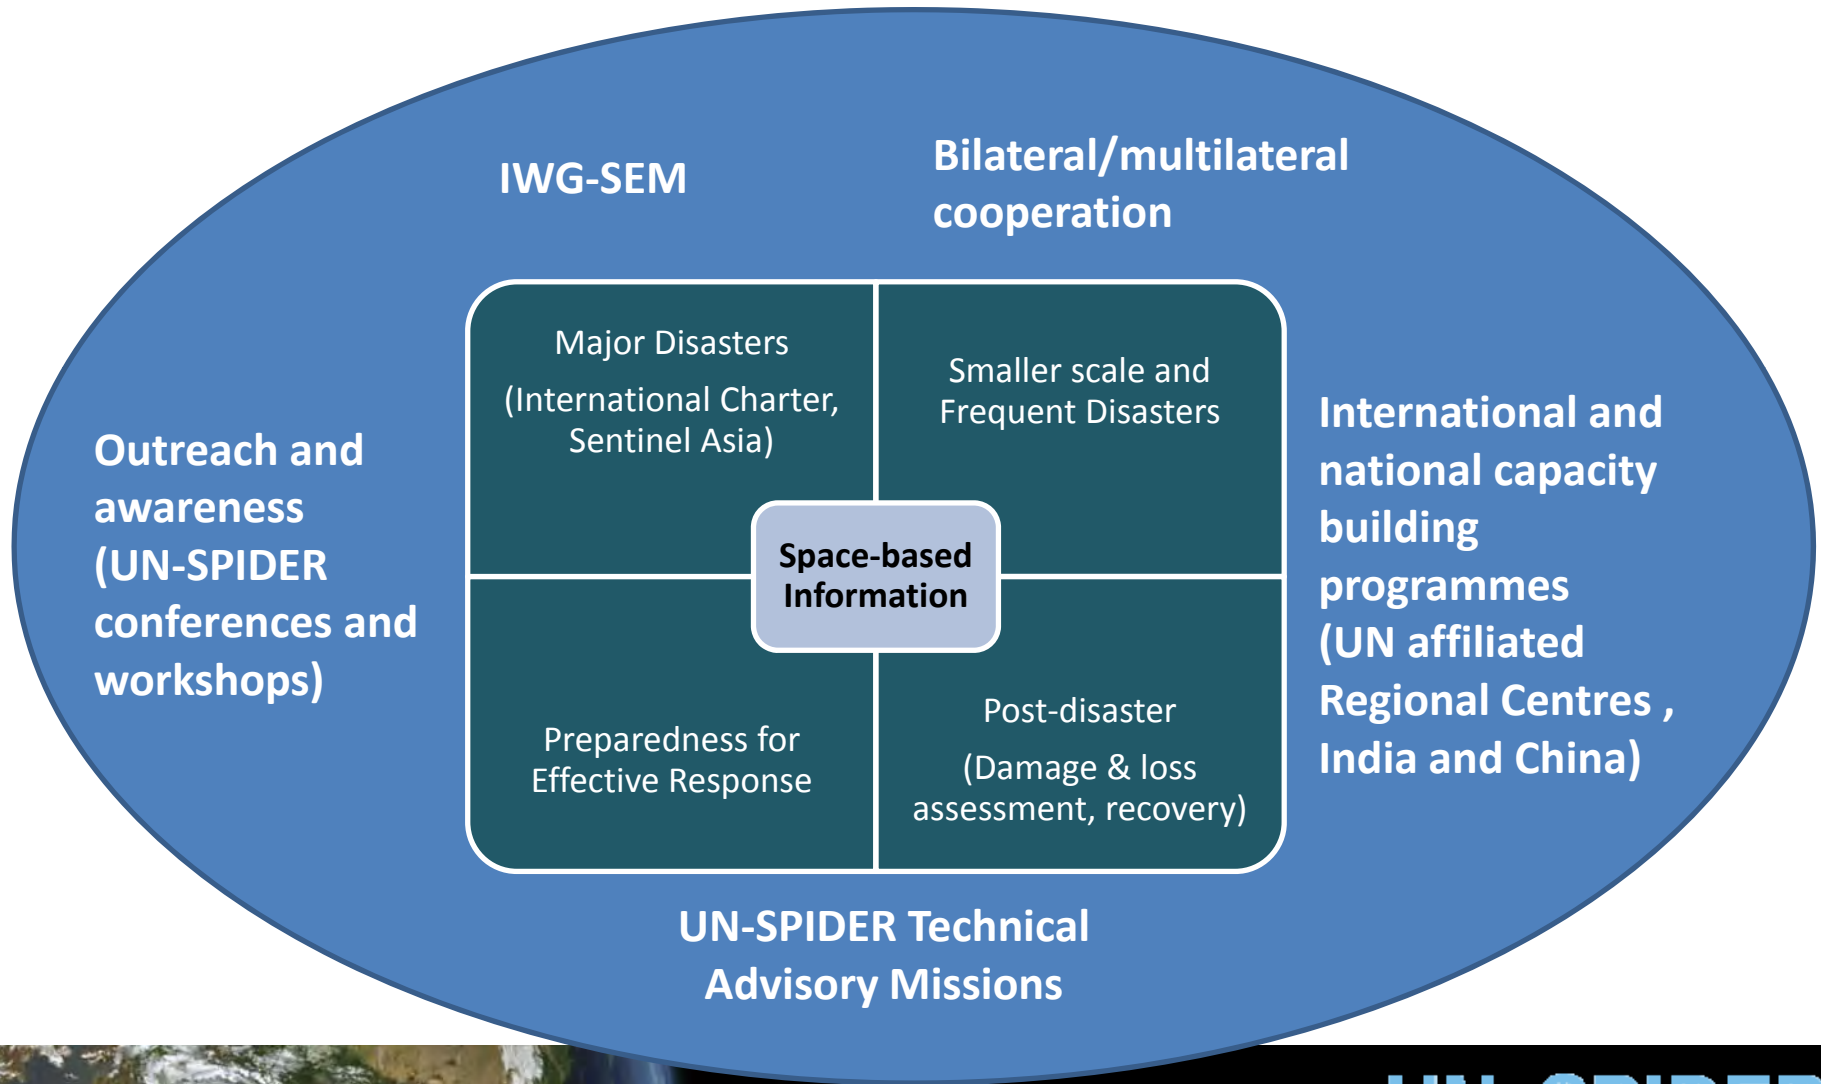 IWG-SEM
Bilateral/multilateral
cooperation
Major Disasters
(International Charter,
Sentinel Asia)
Smaller scale and
Frequent Disasters
Outreach and
awareness
(UN-SPIDER
conferences and
workshops)
Space-based
Information
International and
national capacity
building
programmes
(UN affiliated
Regional Centres ,
India and China)
Preparedness for
Effective Response
Post-disaster
(Damage & loss
assessment, recovery)
UN-SPIDER Technical
Advisory Missions
UN-SPIDER